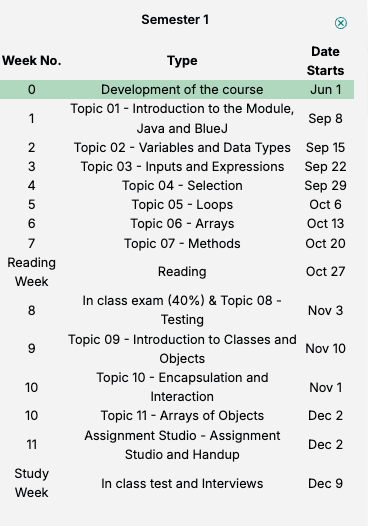 Semester 1
Week No. Type Date Starts
0 Development of the course Jun 1
1 Topic 01 - Introduction to the Module, Java and BlueJ Sep 8
2 Topic 02 - Variables and Data Types Sep 15
3 Topic 03 - Inputs and Expressions Sep 22
4 Topic 04 - Selection Sep 29
5 Topic 05 - Loops Oct 6
6 Topic 06 - Arrays Oct 13
7 Topic 07 - Methods Oct 20
Reading Week Reading Oct 27
8 In class exam (40%) & Topic 08 - Testing Nov 3
9 Topic 09 - Introduction to Classes and Objects Nov 10
10 Topic 10 - Encapsulation and Interaction Nov 1
10 Topic 11 - Arrays of Objects Dec 2
11 Assignment Studio - Assignment Studio and Handup Dec 2
Study Week In class test and Interviews Dec 9